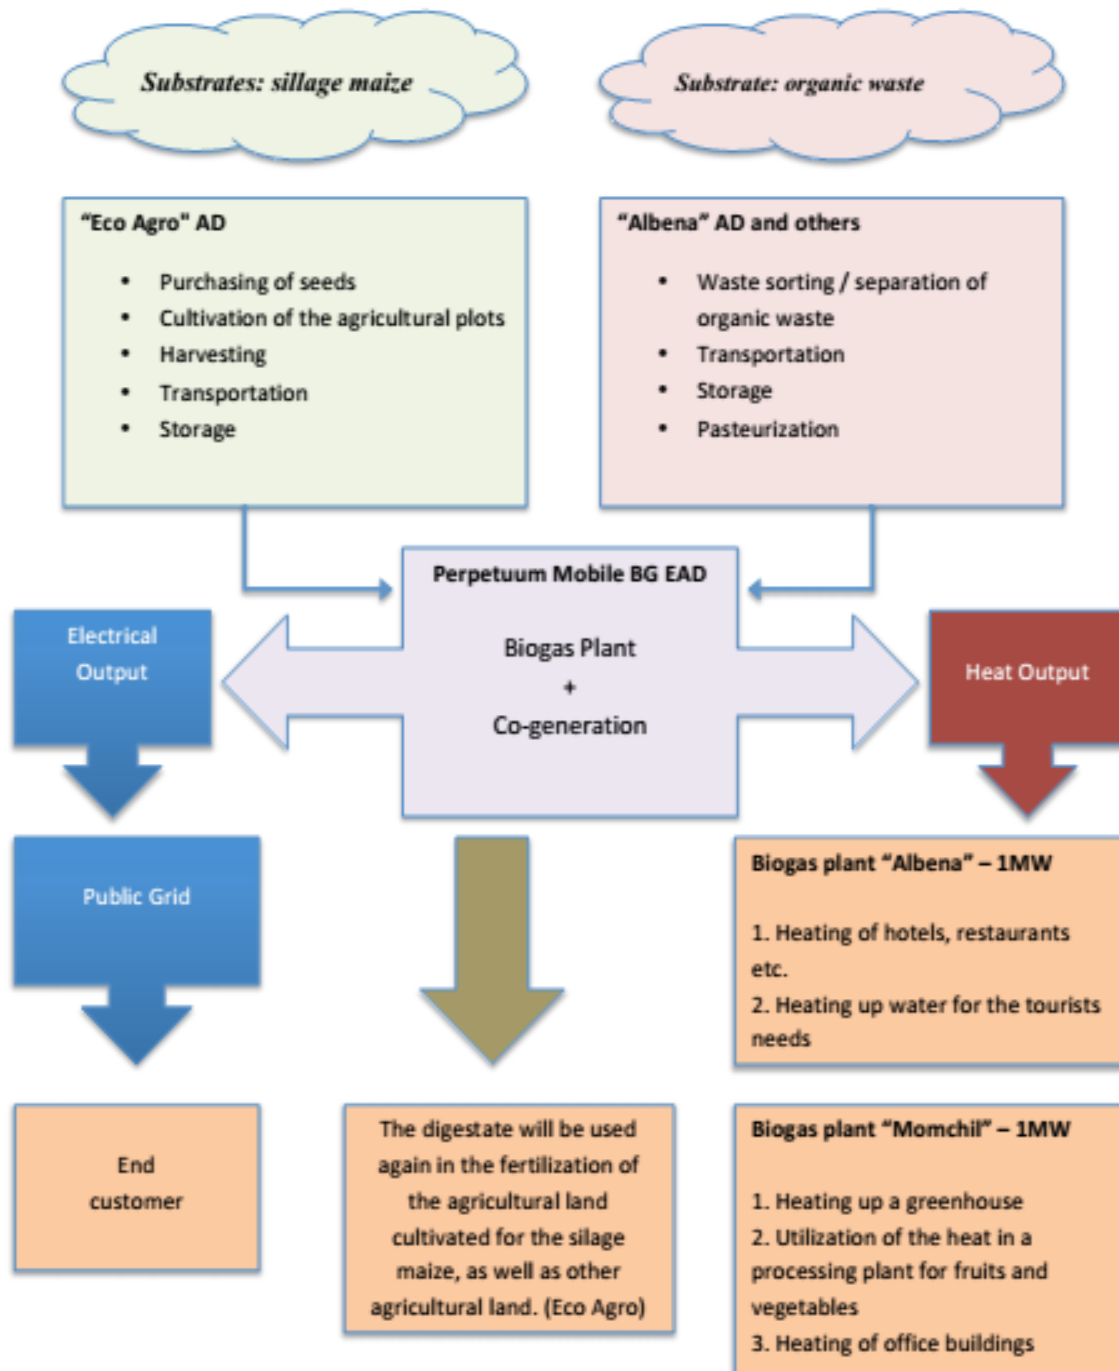 Substrates: sillage maize
Substrate: organic waste
“Eco Agro" AD
• Purchasing of seeds
• Cultivation of the agricultural plots
• Harvesting
• Transportation
• Storage
“Albena” AD and others
• Waste sorting / separation of
organic waste
• Transportation
• Storage
• Pasteurization
Perpetuum Mobile BG EAD
Biogas Plant
+
Co-generation
Electrical
Output
Heat Output
Public Grid
Biogas plant “Albena” – 1MW
1. Heating of hotels, restaurants
etc.
2. Heating up water for the tourists
needs
End
customer
The digestate will be used
again in the fertilization of
the agricultural land
cultivated for the silage
maize, as well as other
agricultural land. (Eco Agro)
Biogas plant “Momchil” – 1MW
1. Heating up a greenhouse
2. Utilization of the heat in a
processing plant for fruits and
vegetables
3. Heating of office buildings